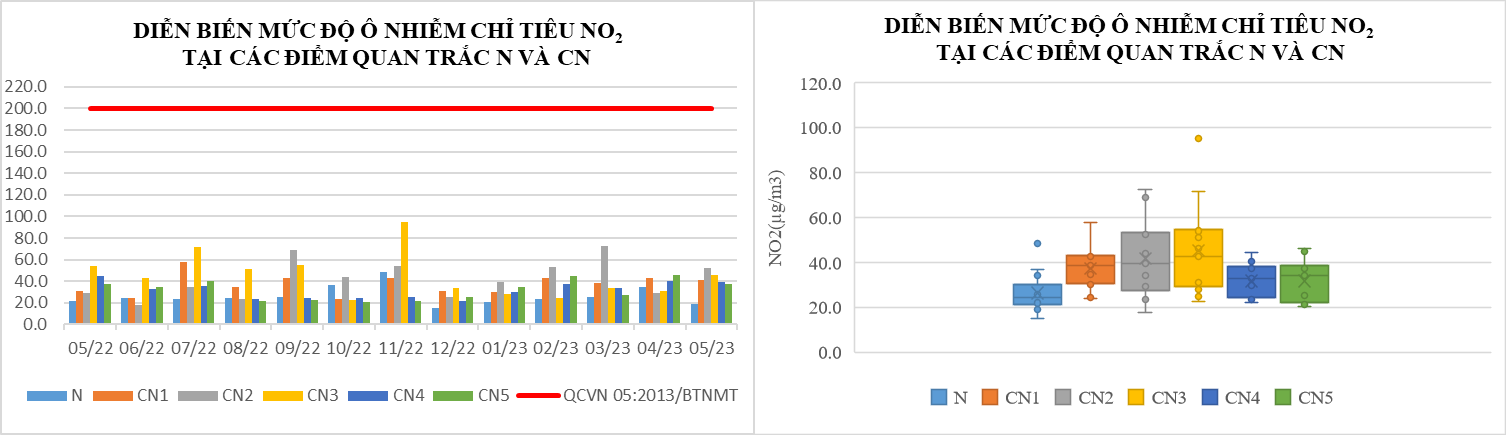 DIỄN BIẾN MỨC ĐỘ Ô NHIỄM CHỈ TIÊU NO₂
TẠI CÁC ĐIỂM QUAN TRẮC N VÀ CN
220.0
200.0
180.0
160.0
140.0
120.0
100.0
80.0
60.0
40.0
20.0
0.0
05/22 06/22 07/22 08/22 09/22 10/22 11/22 12/22 01/23 02/23 03/23 04/23 05/23
N CN1 CN2 CN3 CN4 CN5 QCVN 05:2013/BTNMT
DIỄN BIẾN MỨC ĐỘ Ô NHIỄM CHỈ TIÊU NO₂
TẠI CÁC ĐIỂM QUAN TRẮC N VÀ CN
NO2(µg/m3)
120.0
100.0
80.0
60.0
40.0
20.0
0.0
N CN1 CN2 CN3 CN4 CN5